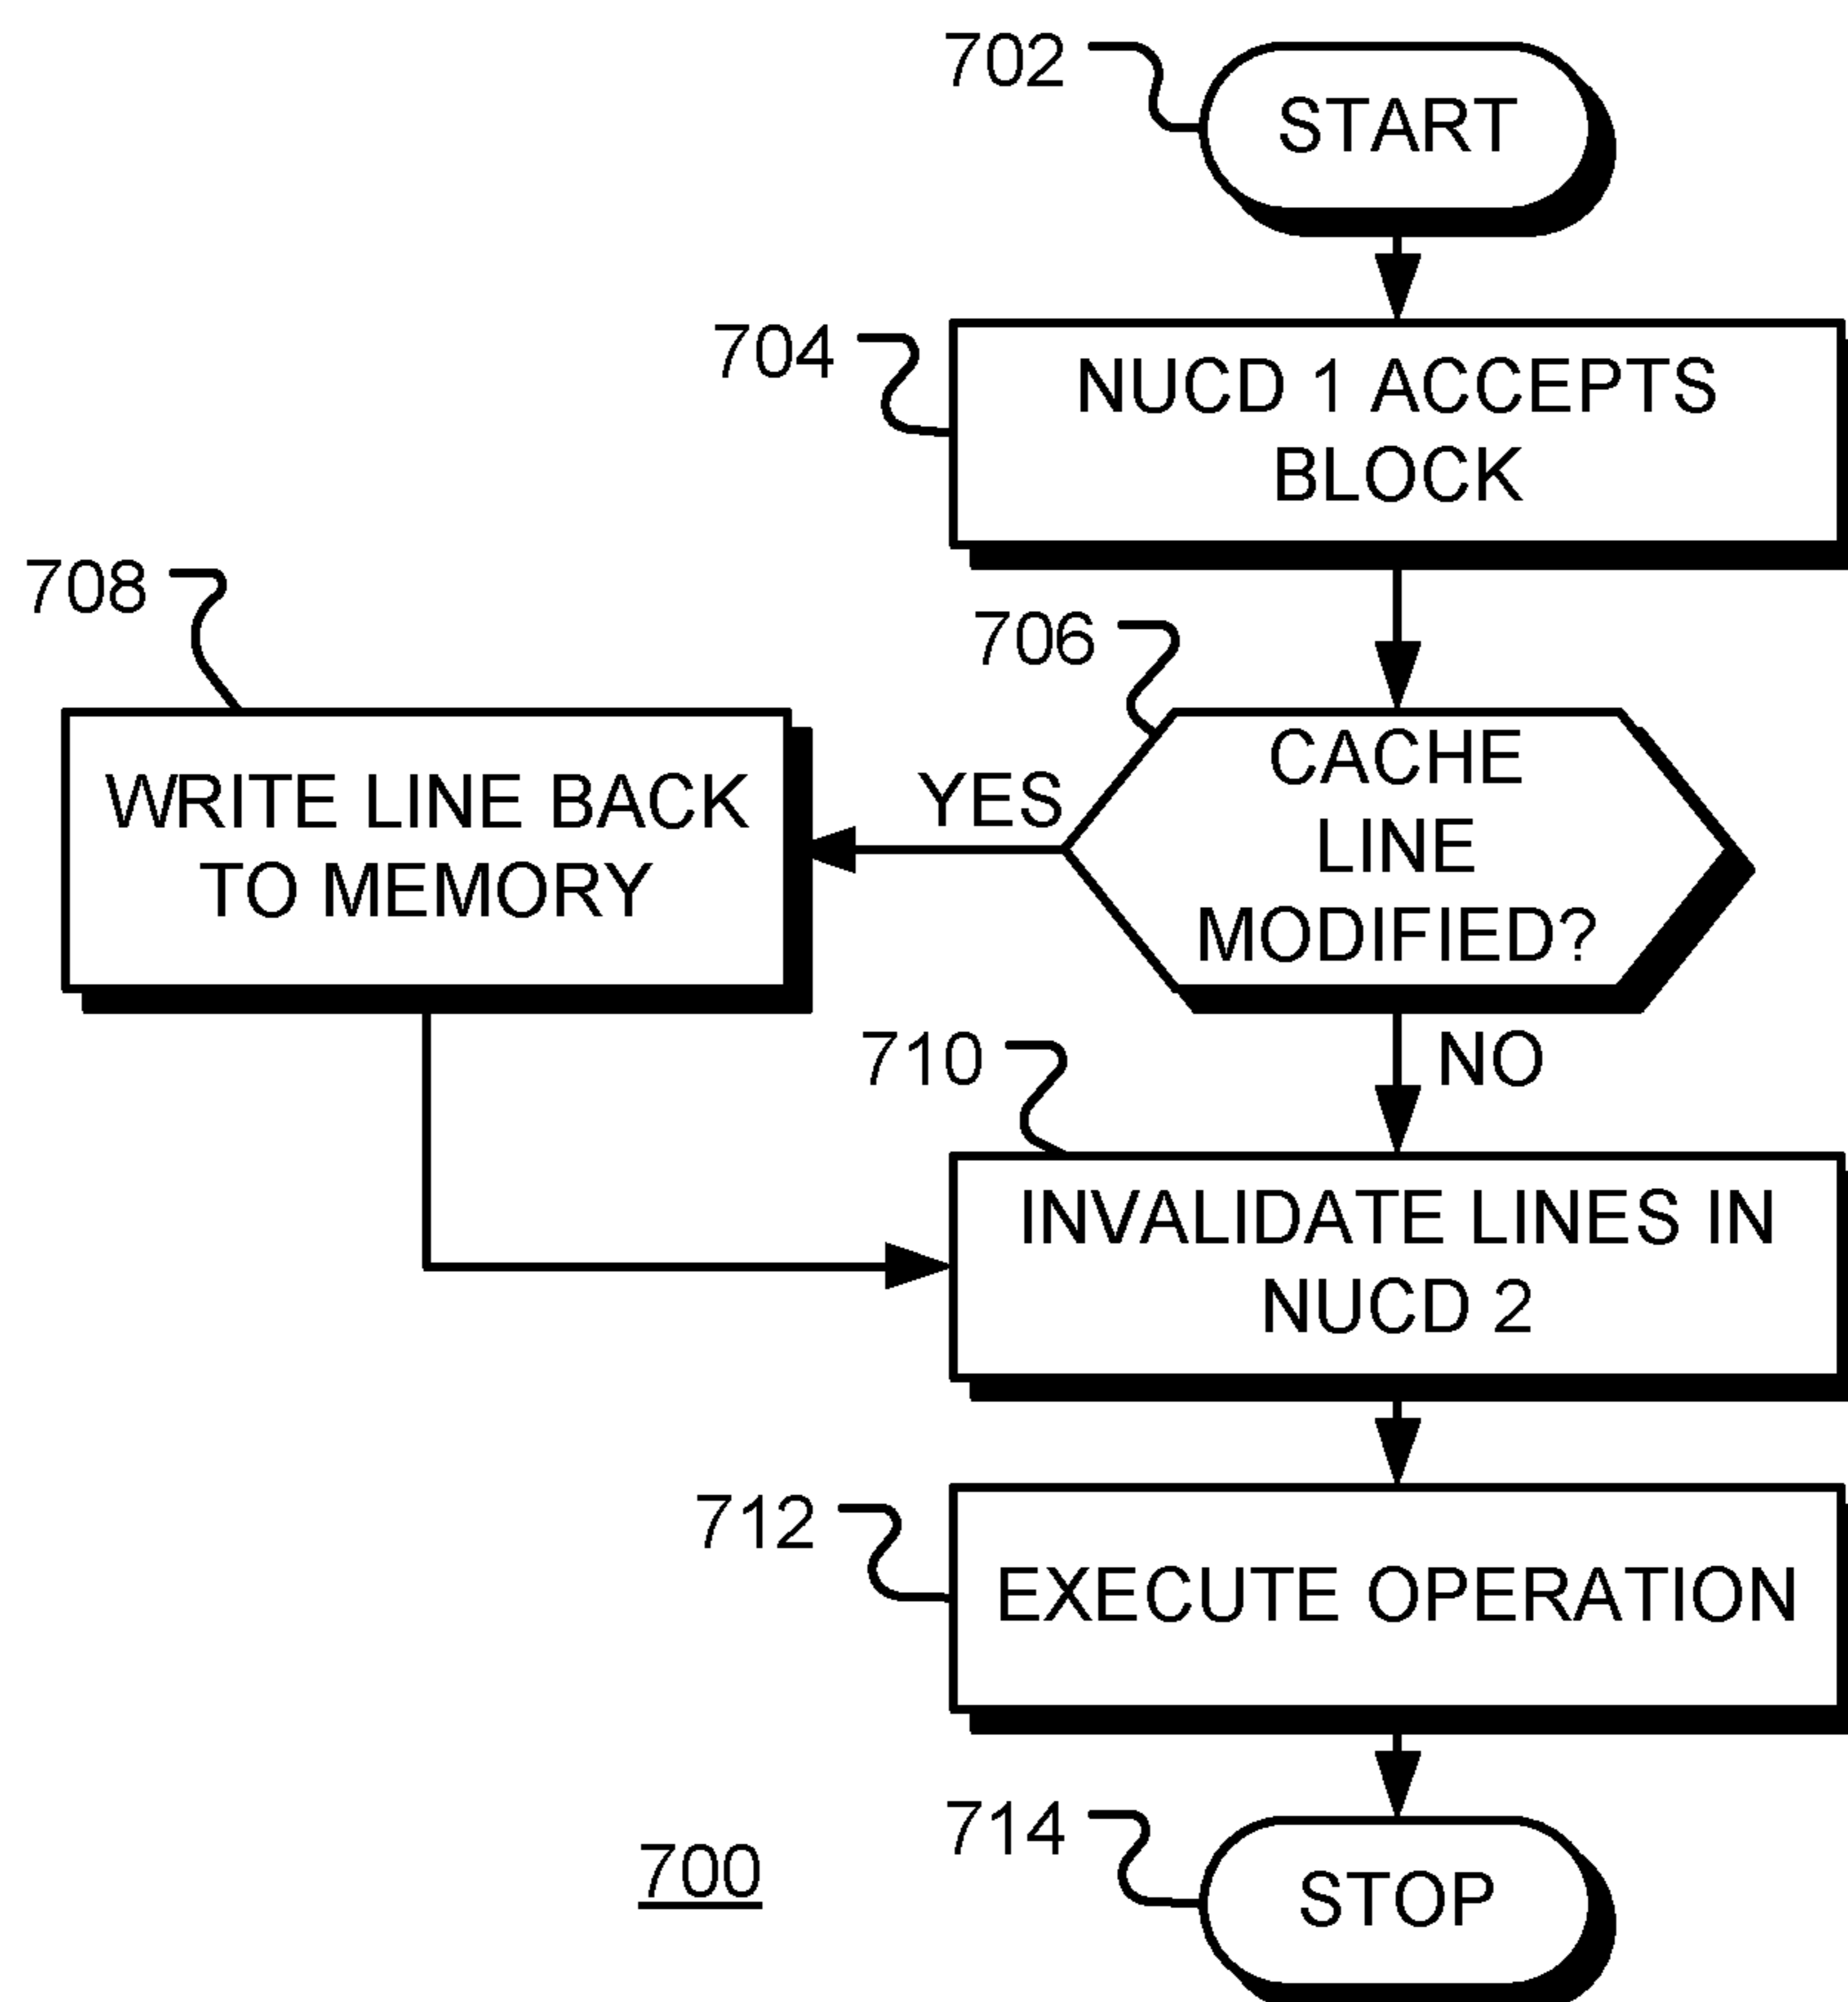 702
START
704
NUCD 1 ACCEPTS
BLOCK
708
706
WRITE LINE BACK
TO MEMORY
YES
CACHE
LINE
MODIFIED?
710
NO
INVALIDATE LINES IN
NUCD 2
712
EXECUTE OPERATION
714
STOP
700